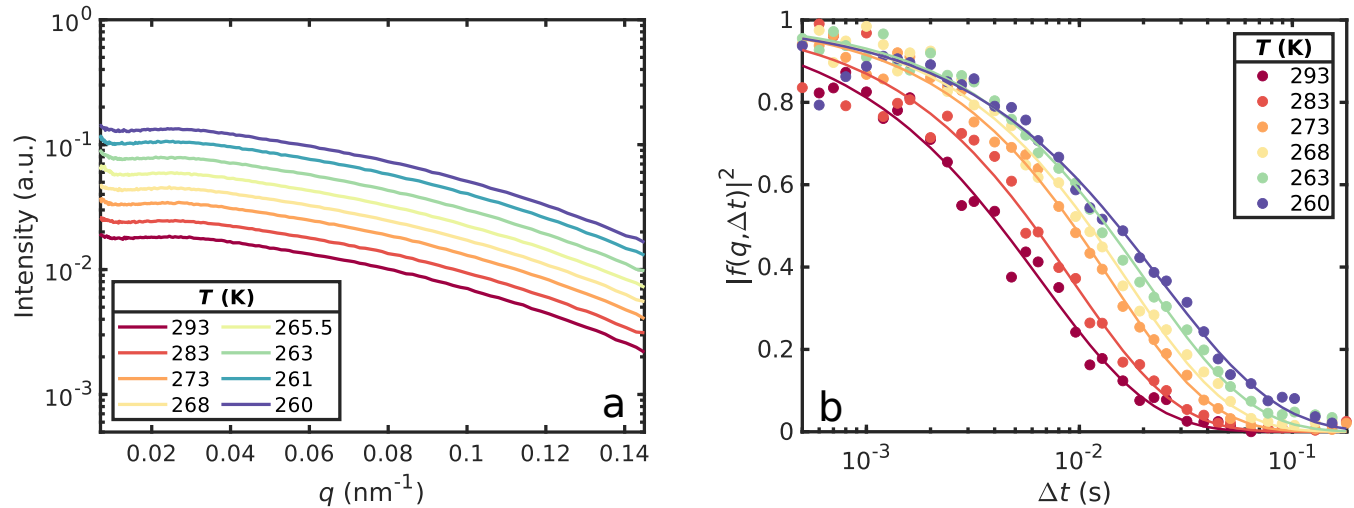 10⁰
10⁻¹
10⁻²
10⁻³
Intensity (a.u.)
T (K)
293 265.5
283 263
273 261
268 260
a
0.02 0.04 0.06 0.08 0.1 0.12 0.14
q (nm⁻¹)
1
0.8
0.6
0.4
0.2
0
|f(q,Δt)|²
T (K)
293
283
273
268
263
260
b
10⁻³ 10⁻² 10⁻¹
Δt (s)